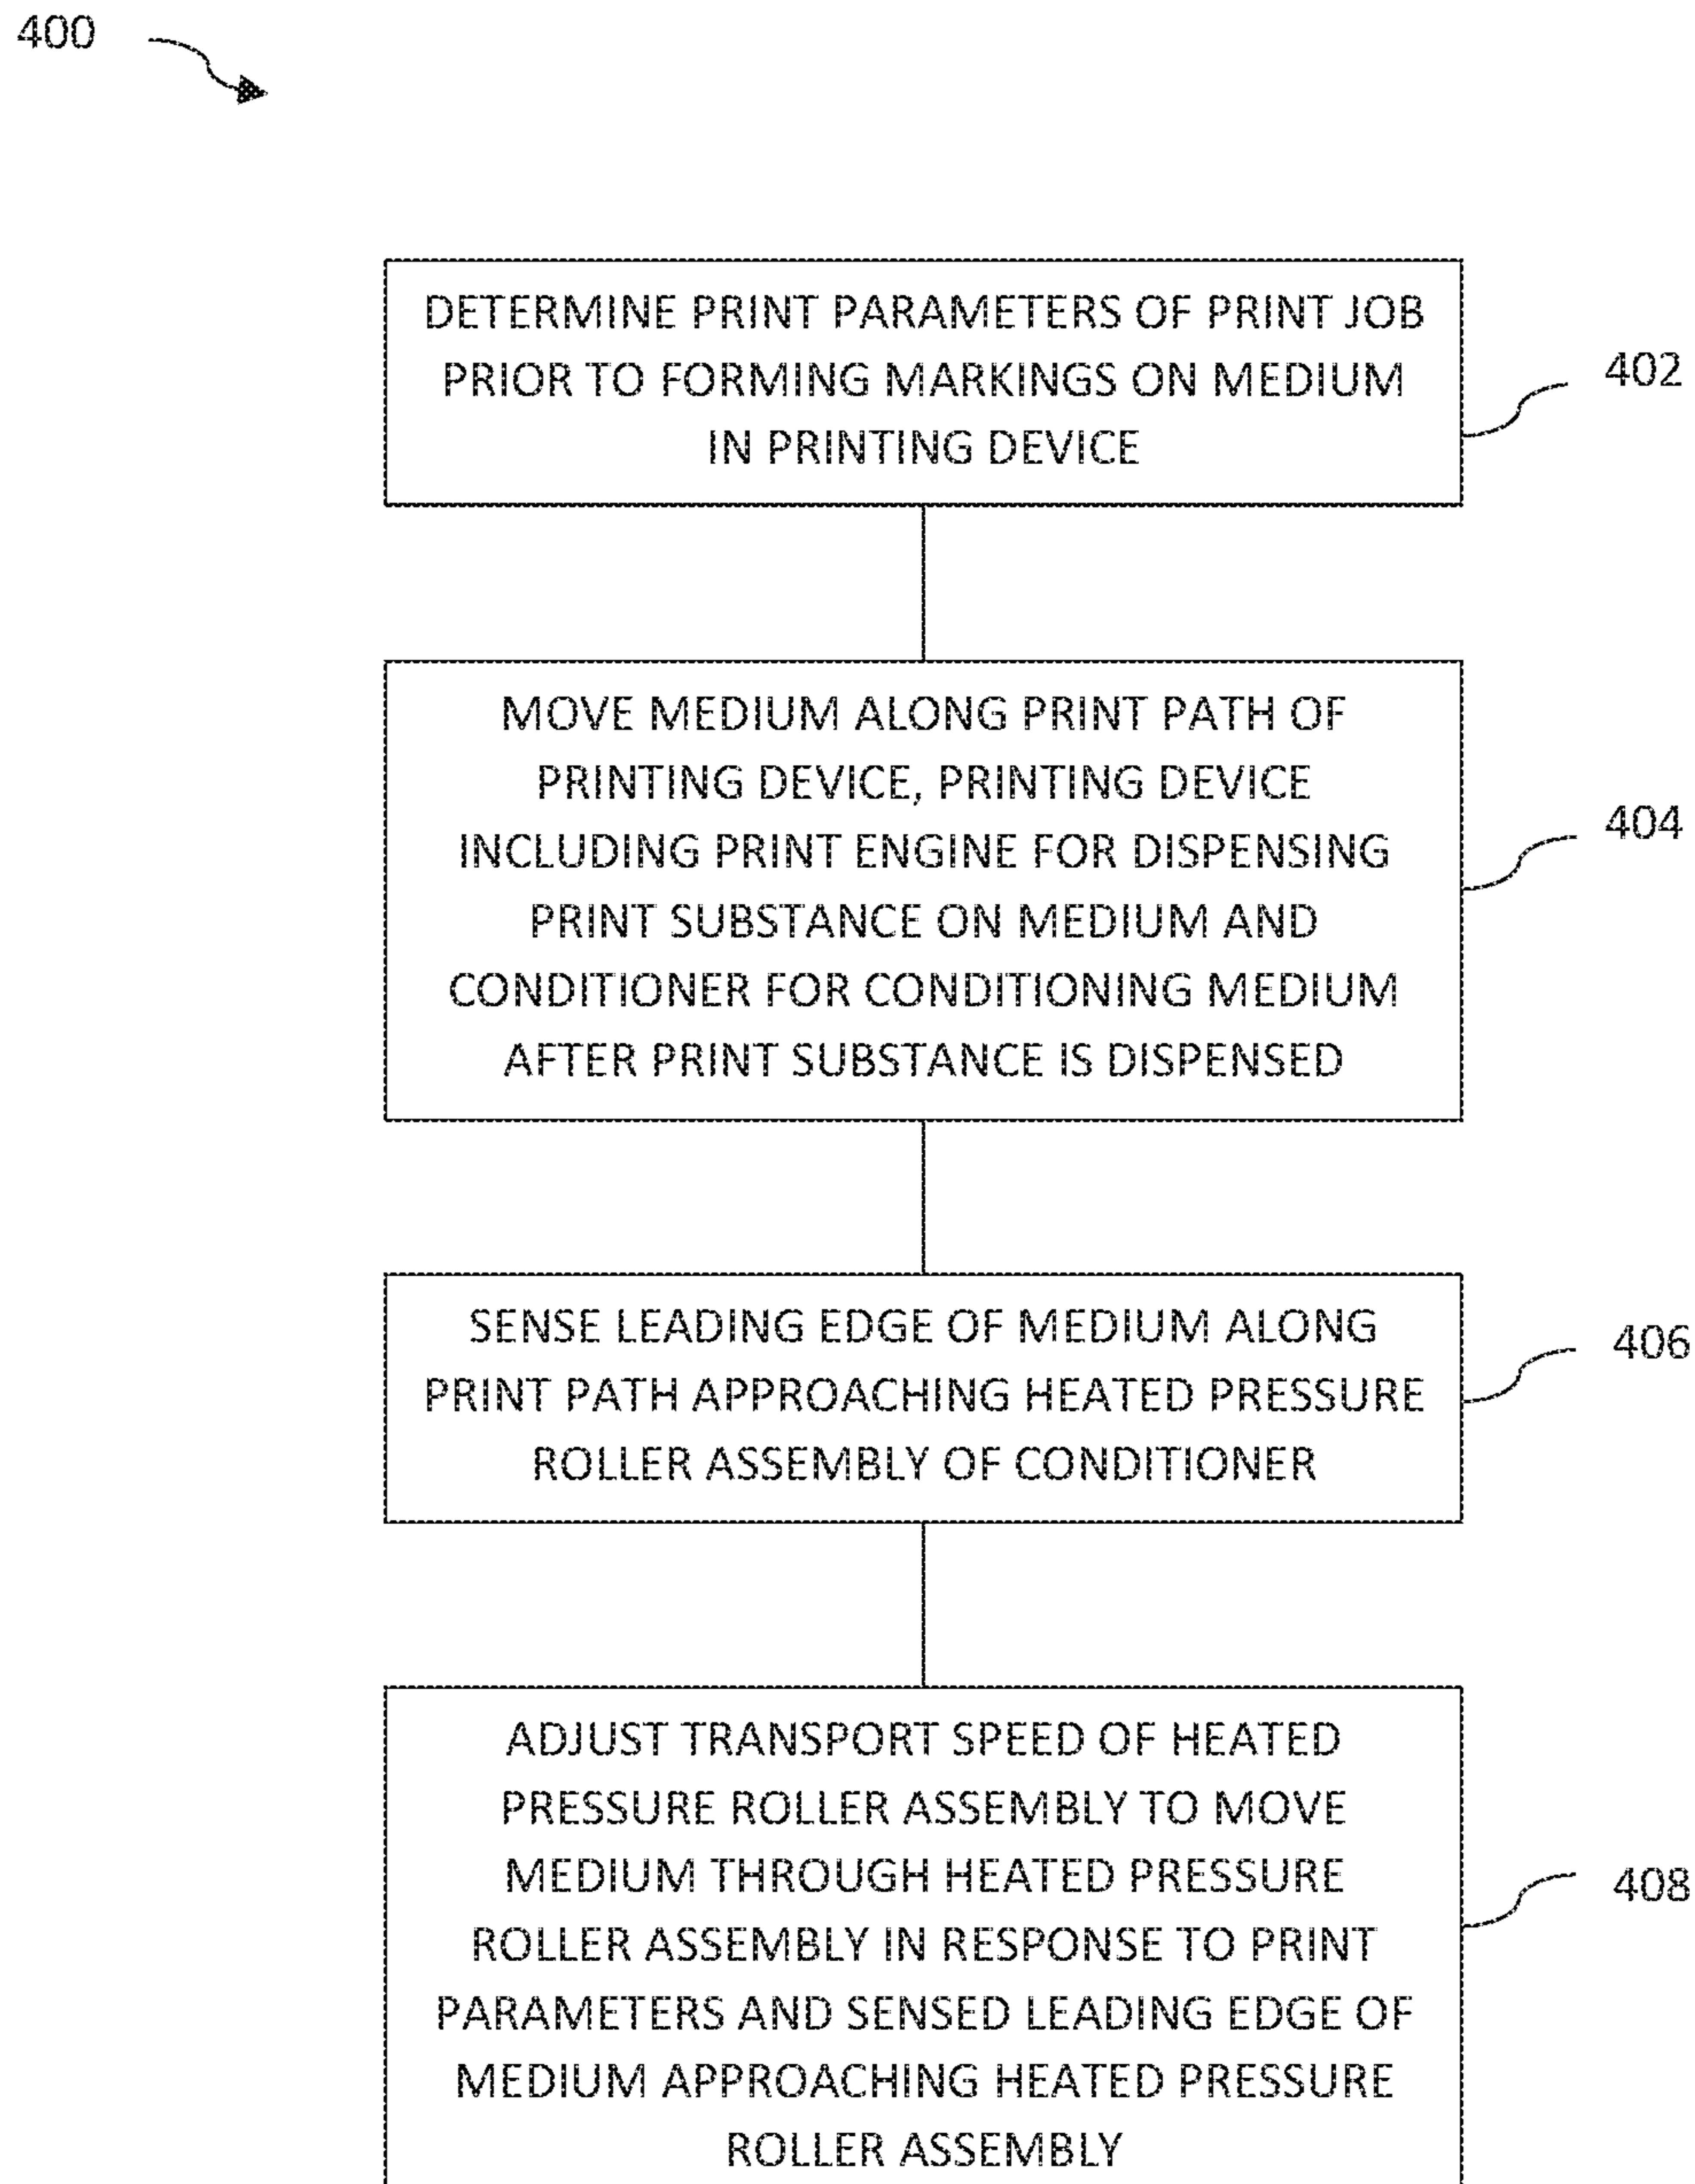 400
DETERMINE PRINT PARAMETERS OF PRINT JOB
PRIOR TO FORMING MARKINGS ON MEDIUM
IN PRINTING DEVICE
402
MOVE MEDIUM ALONG PRINT PATH OF
PRINTING DEVICE, PRINTING DEVICE
INCLUDING PRINT ENGINE FOR DISPENSING
PRINT SUBSTANCE ON MEDIUM AND
CONDITIONER FOR CONDITIONING MEDIUM
AFTER PRINT SUBSTANCE IS DISPENSED
404
SENSE LEADING EDGE OF MEDIUM ALONG
PRINT PATH APPROACHING HEATED PRESSURE
ROLLER ASSEMBLY OF CONDITIONER
406
ADJUST TRANSPORT SPEED OF HEATED
PRESSURE ROLLER ASSEMBLY TO MOVE
MEDIUM THROUGH HEATED PRESSURE
ROLLER ASSEMBLY IN RESPONSE TO PRINT
PARAMETERS AND SENSED LEADING EDGE OF
MEDIUM APPROACHING HEATED PRESSURE
ROLLER ASSEMBLY
408